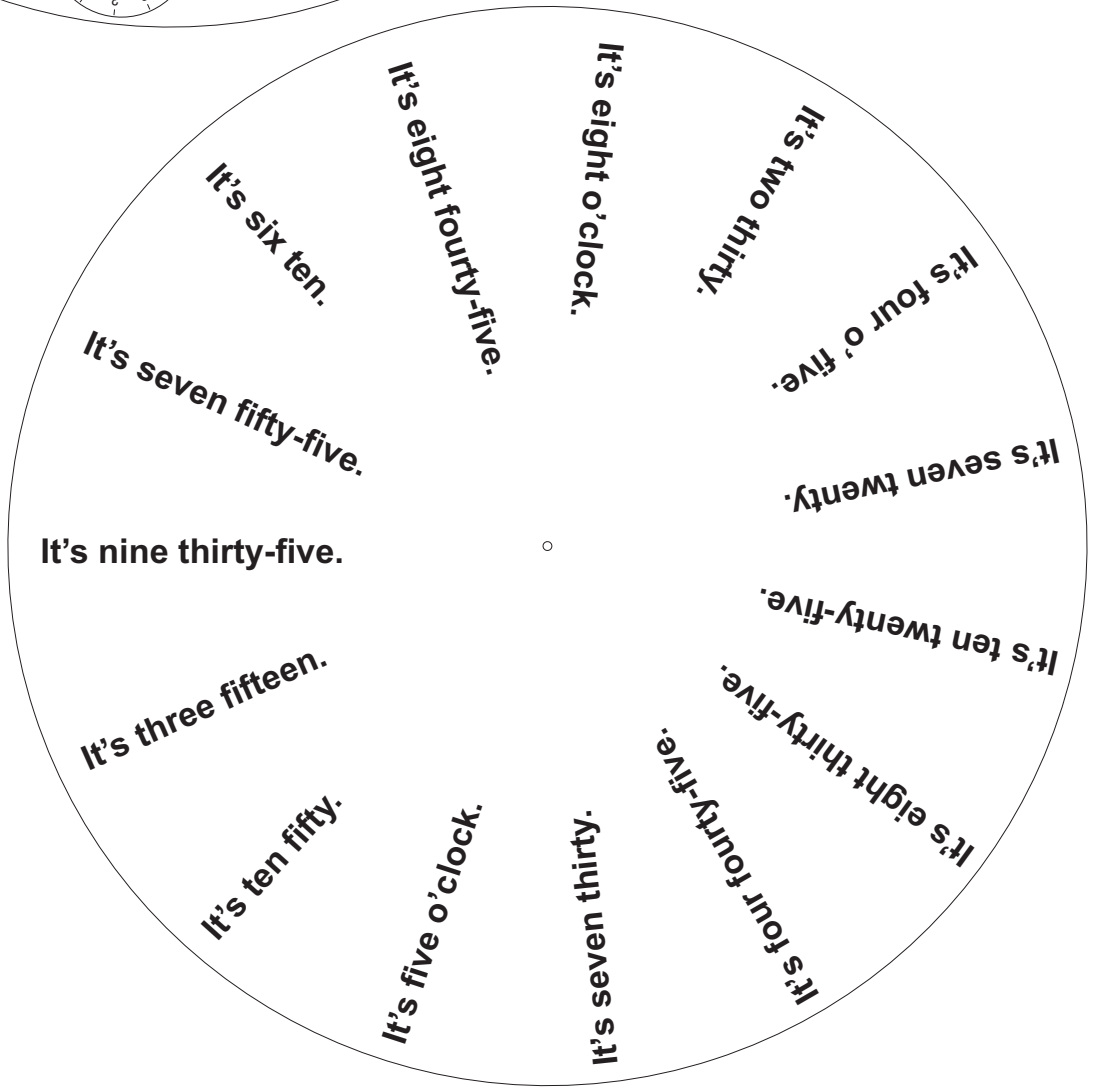 It's eight o'clock.
It's two thirty.
It's four o' five.
It's seven twenty.
It's ten twenty-five.
It's eight thirty-five.
It's four fourty-five.
It's seven thirty.
It's five o'clock.
It's ten fifty.
It's three fifteen.
It's nine thirty-five.
It's seven fifty-five.
It's six ten.
It's eight fourty-five.